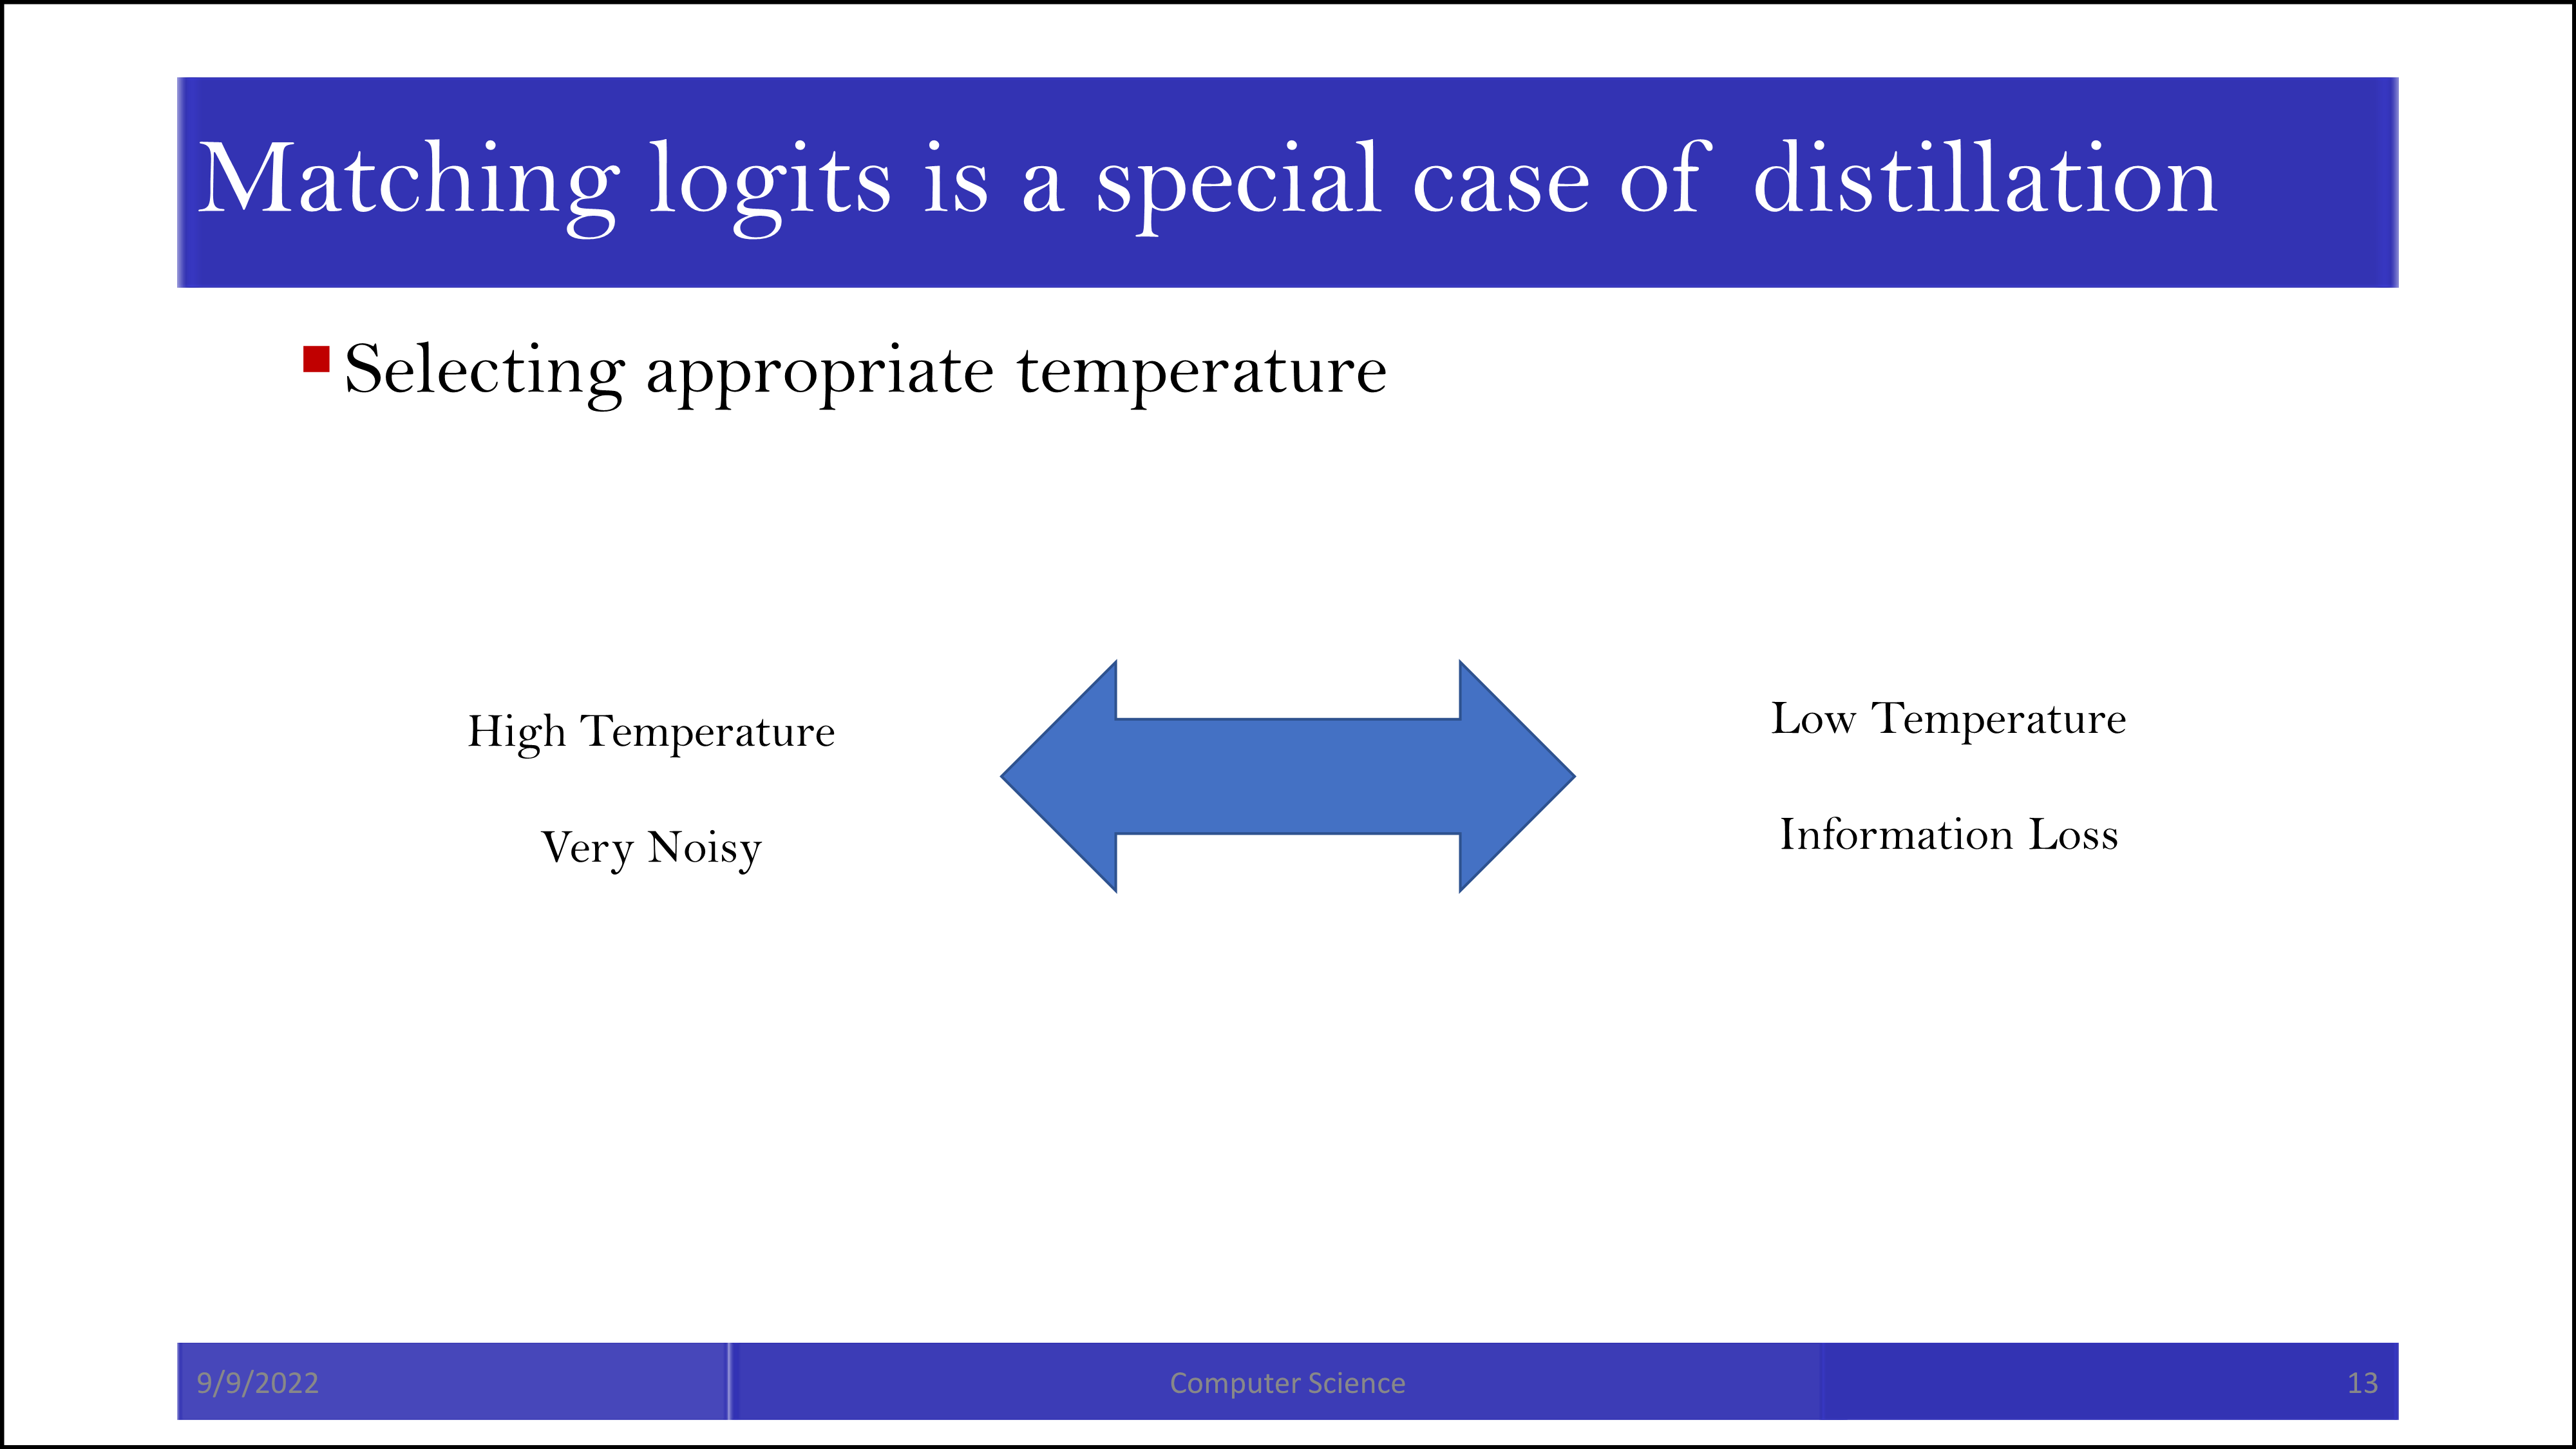 Matching logits is a special case of distillation
Selecting appropriate temperature
High Temperature
Very Noisy
Low Temperature
Information Loss
9/9/2022
Computer Science
13